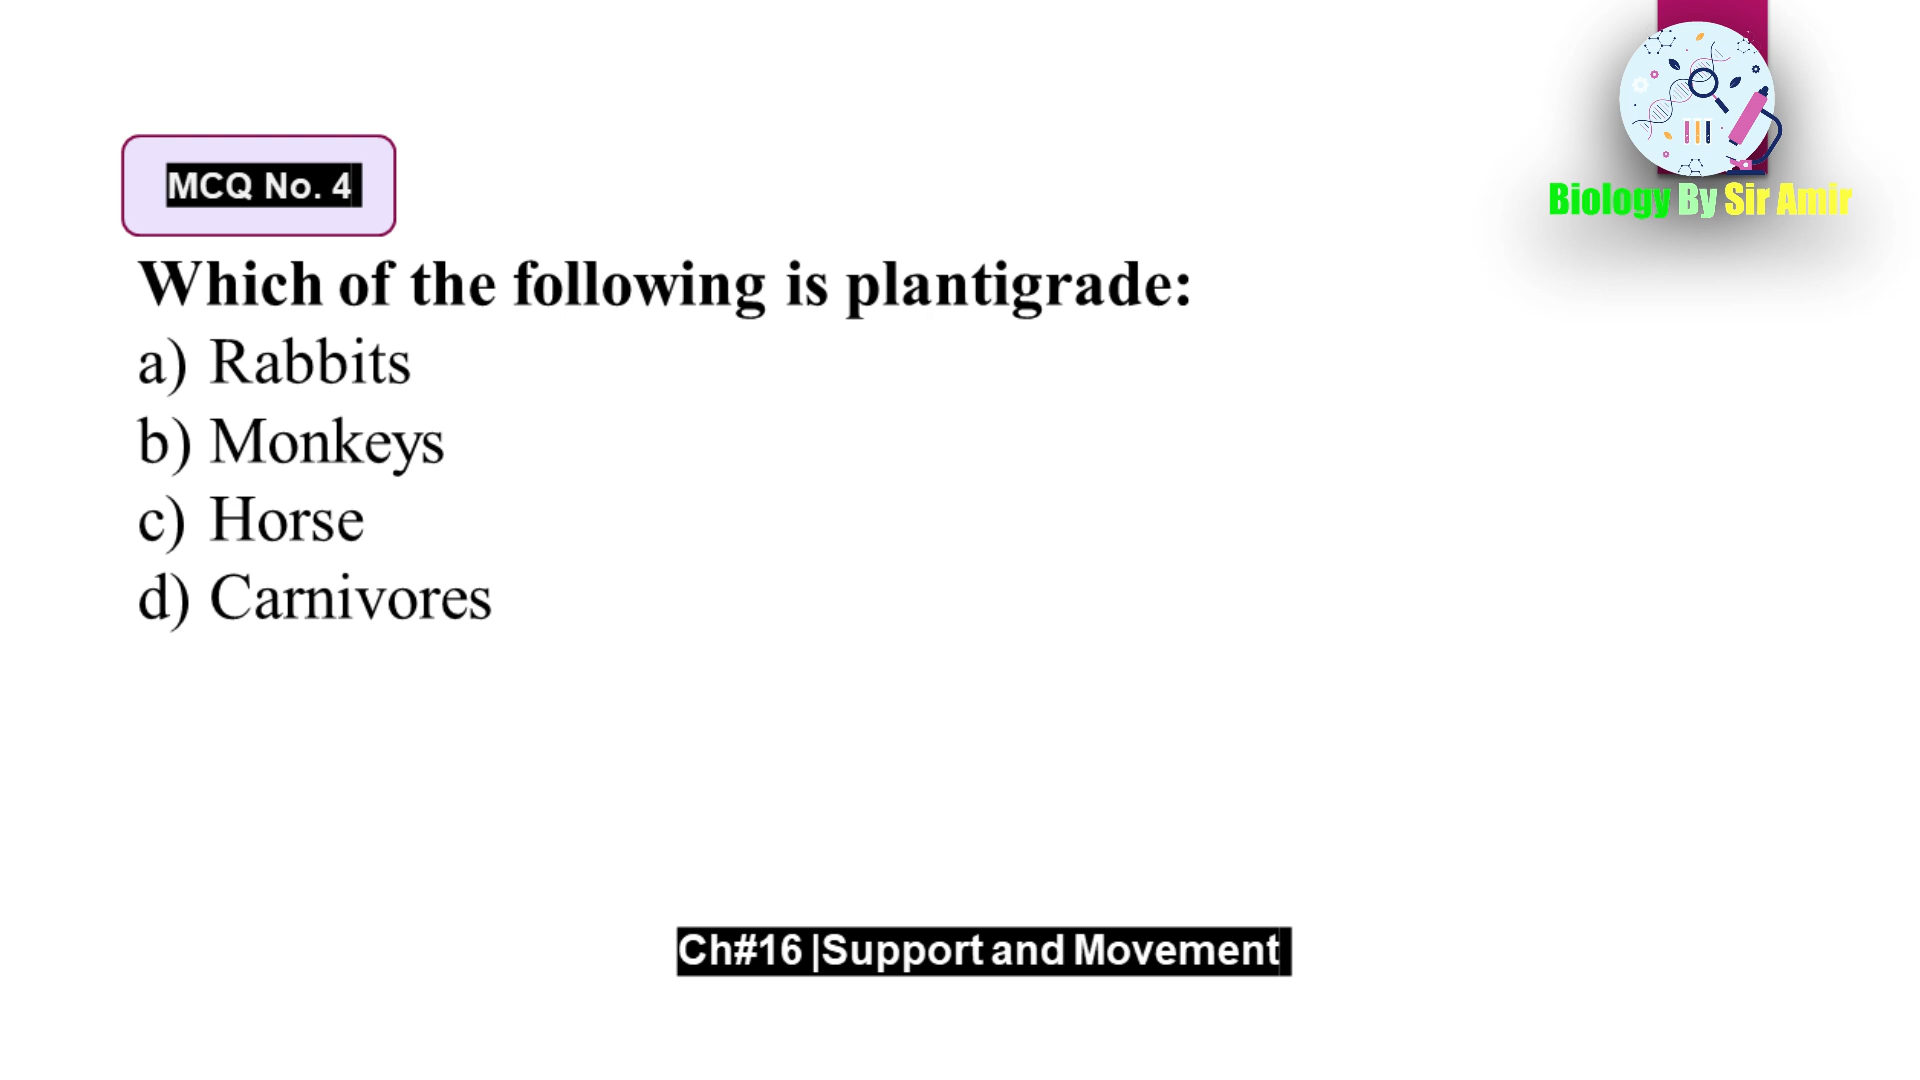 Biology By Sir Amir
MCQ No. 4
Which of the following is plantigrade:
a) Rabbits
b) Monkeys
c) Horse
d) Carnivores
Ch#16 |Support and Movement